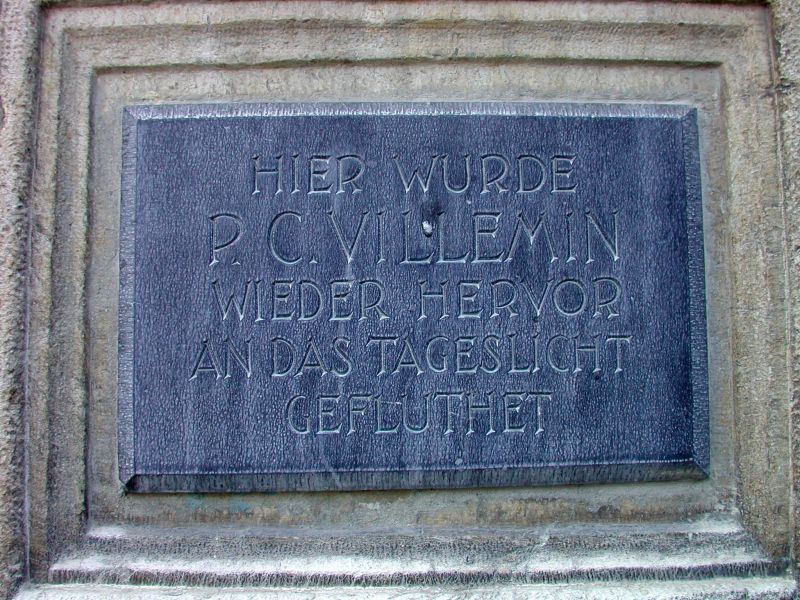 HIER WURDE
P. C. VILLEMIN
WIEDER HERVOR
AN DAS TAGESLICHT
GEFLUTHET